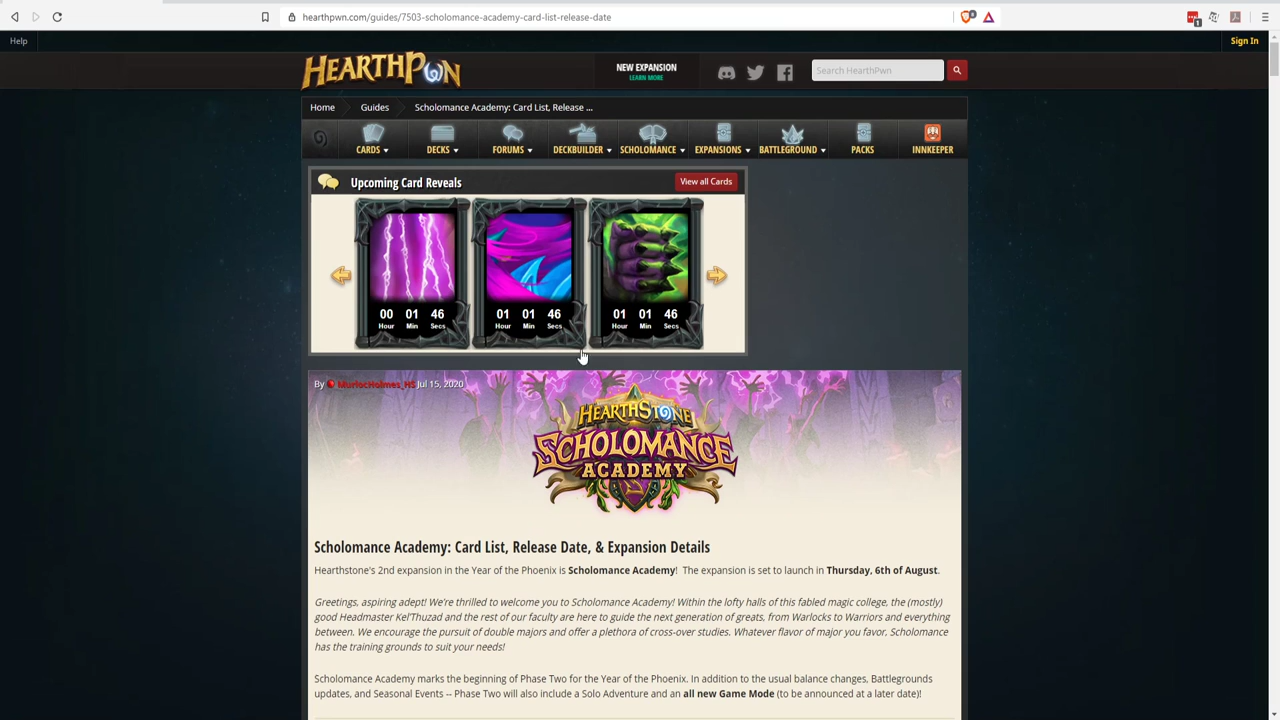 hearthpwn.com/guides/7503-scholomance-academy-card-list-release-date
8
1
Help
Sign In
HEARTHPWN
NEW EXPANSION
LEARN MORE
Search HearthPwn
Home
Guides
Scholomance Academy: Card List, Release ...
CARDS
DECKS
FORUMS
DECKBUILDER
SCHOLOMANCE
EXPANSIONS
BATTLEGROUND
PACKS
INNKEEPER
Upcoming Card Reveals
View all Cards
00 01 46
Hour Min Secs
01 01 46
Hour Min Secs
01 01 46
Hour Min Secs
By MurlocHolmes_HS Jul 15, 2020
HEARTHSTONE
SCHOLOMANCE
ACADEMY
Scholomance Academy: Card List, Release Date, & Expansion Details
Hearthstone's 2nd expansion in the Year of the Phoenix is Scholomance Academy! The expansion is set to launch in Thursday, 6th of August.
Greetings, aspiring adept! We're thrilled to welcome you to Scholomance Academy! Within the lofty halls of this fabled magic college, the (mostly)
good Headmaster Kel'Thuzad and the rest of our faculty are here to guide the next generation of greats, from Warlocks to Warriors and everything
between. We encourage the pursuit of double majors and offer a plethora of cross-over studies. Whatever flavor of major you favor, Scholomance
has the training grounds to suit your needs!
Scholomance Academy marks the beginning of Phase Two for the Year of the Phoenix. In addition to the usual balance changes, Battlegrounds
updates, and Seasonal Events -- Phase Two will also include a Solo Adventure and an all new Game Mode (to be announced at a later date)!